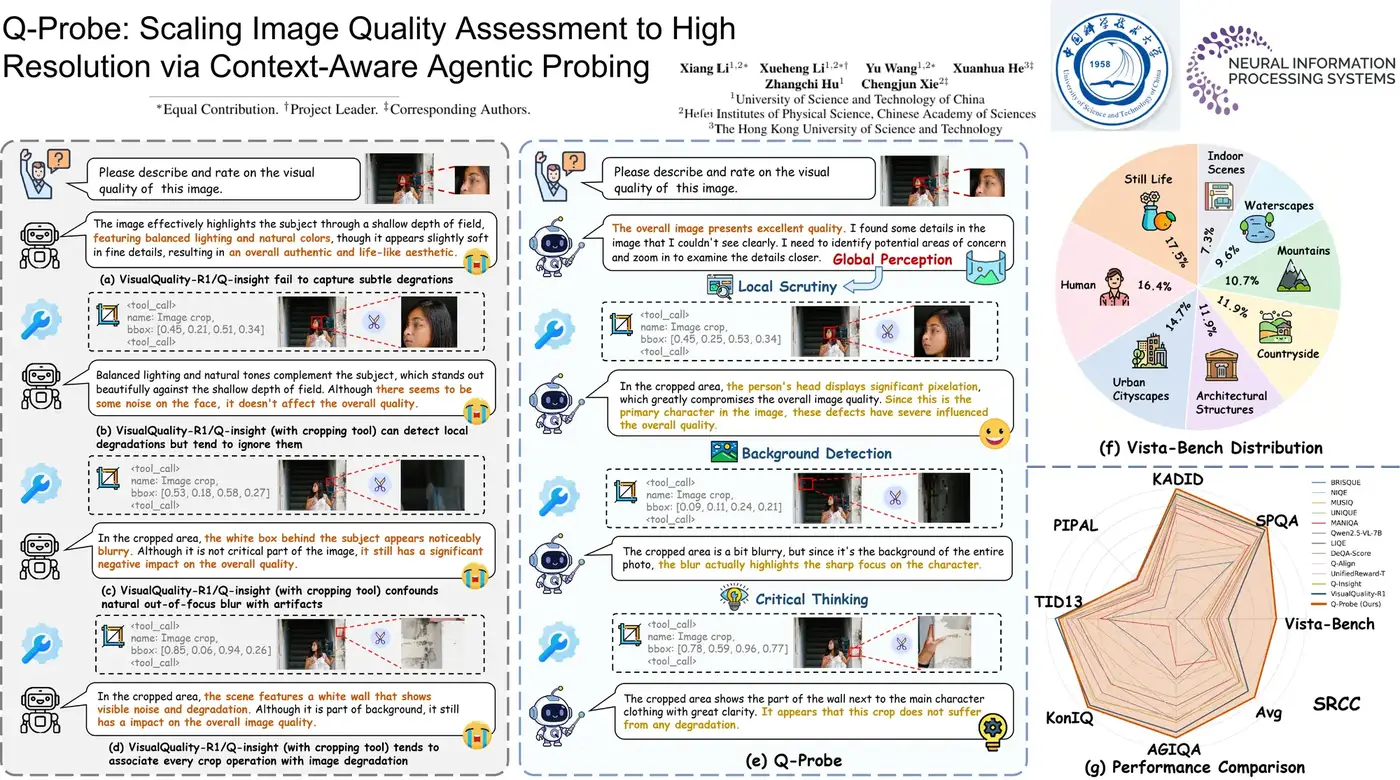 Q-Probe: Scaling Image Quality Assessment to High
Resolution via Context-Aware Agentic Probing
Xiang Li1,2∗ Xueheng Li1,2∗† Yu Wang1,2∗ Xuanhua He3‡
Zhangchi Hu1 Chengjun Xie2‡
1University of Science and Technology of China
2Hefei Institutes of Physical Science, Chinese Academy of Sciences
3The Hong Kong University of Science and Technology
∗Equal Contribution. †Project Leader. ‡Corresponding Authors.
中国科学技术大学
1958
University of Science and Technology of China
NEURAL INFORMATION
PROCESSING SYSTEMS
?
Please describe and rate on the visual
quality of this image.
The image effectively highlights the subject through a shallow depth of field,
featuring balanced lighting and natural colors, though it appears slightly soft
in fine details, resulting in an overall authentic and life-like aesthetic.
(a) VisualQuality-R1/Q-insight fail to capture subtle degrations
<tool_call>
name: Image crop,
bbox: [0.45, 0.21, 0.51, 0.34]
<tool_call>
Balanced lighting and natural tones complement the subject, which stands out
beautifully against the shallow depth of field. Although there seems to be
some noise on the face, it doesn't affect the overall quality.
(b) VisualQuality-R1/Q-insight (with cropping tool) can detect local
degradations but tend to ignore them
<tool_call>
name: Image crop,
bbox: [0.53, 0.18, 0.58, 0.27]
<tool_call>
In the cropped area, the white box behind the subject appears noticeably
blurry. Although it is not critical part of the image, it still has a significant
negative impact on the overall quality.
(c) VisualQuality-R1/Q-insight (with cropping tool) confounds
natural out-of-focus blur with artifacts
<tool_call>
name: Image crop,
bbox: [0.85, 0.06, 0.94, 0.26]
<tool_call>
In the cropped area, the scene features a white wall that shows
visible noise and degradation. Although it is part of background, it still
has a impact on the overall image quality.
(d) VisualQuality-R1/Q-insight (with cropping tool) tends to
associate every crop operation with image degradation
?
Please describe and rate on the visual
quality of this image.
The overall image presents excellent quality. I found some details in the
image that I couldn't see clearly. I need to identify potential areas of concern
and zoom in to examine the details closer.
Global Perception
Local Scrutiny
<tool_call>
name: Image crop,
bbox: [0.45, 0.25, 0.53, 0.34]
<tool_call>
In the cropped area, the person's head displays significant pixelation,
which greatly compromises the overall image quality. Since this is the
primary character in the image, these defects have severe influenced
the overall quality.
Background Detection
<tool_call>
name: Image crop,
bbox: [0.09, 0.11, 0.24, 0.21]
<tool_call>
The cropped area is a bit blurry, but since it's the background of the entire
photo, the blur actually highlights the sharp focus on the character.
Critical Thinking
<tool_call>
name: Image crop,
bbox: [0.78, 0.59, 0.96, 0.77]
<tool_call>
The cropped area shows the part of the wall next to the main character
clothing with great clarity. It appears that this crop does not suffer
from any degradation.
(e) Q-Probe
Indoor
Scenes
7.3%
Waterscapes
9.6%
Mountains
10.7%
Countryside
11.9%
Architectural
Structures
11.9%
Urban
Cityscapes
14.7%
Human
16.4%
Still Life
17.5%
(f) Vista-Bench Distribution
KADID
SPQA
Vista-Bench
Avg
AGIQA
KonIQ
TID13
PIPAL
SRCC
BRISQUE
NIQE
MUSIQ
UNIQUE
MANIQA
Qwen2.5-VL-7B
LIQE
DeQA-Score
Q-Align
UnifiedReward-T
Q-Insight
VisualQuality-R1
Q-Probe (Ours)
(g) Performance Comparison